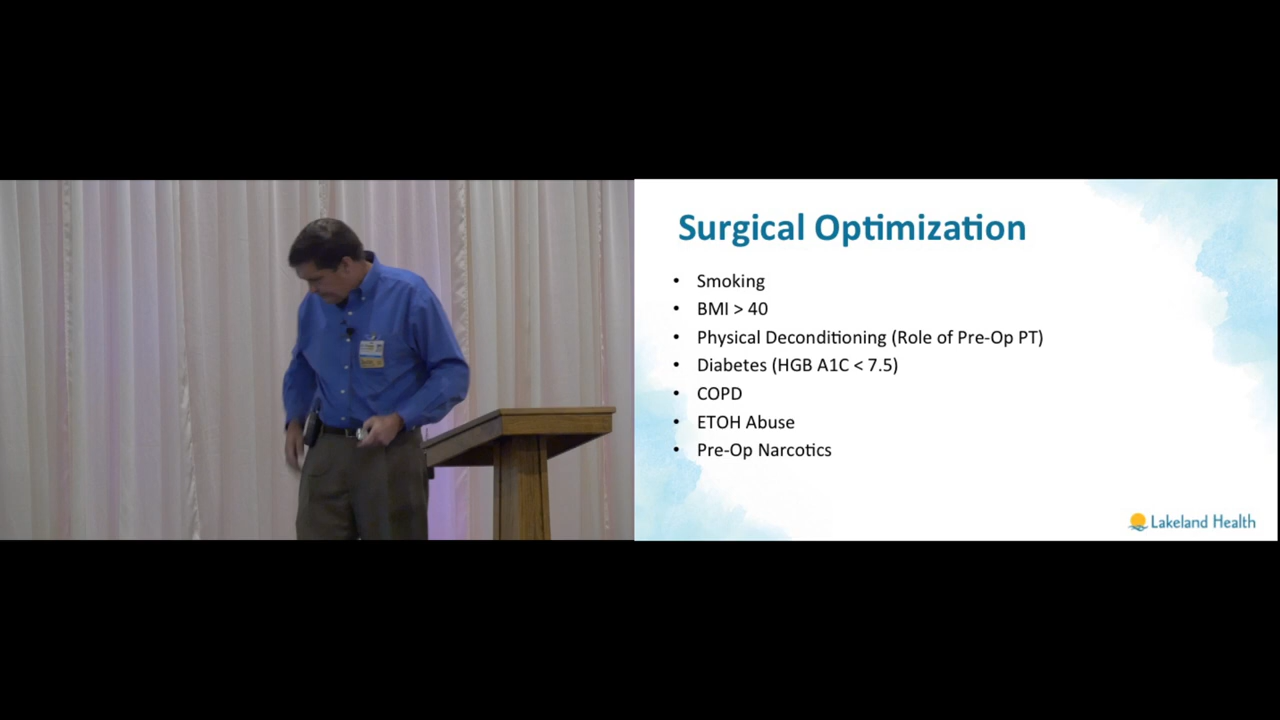 Surgical Optimization
• Smoking
• BMI > 40
• Physical Deconditioning (Role of Pre-Op PT)
• Diabetes (HGB A1C < 7.5)
• COPD
• ETOH Abuse
• Pre-Op Narcotics
Lakeland Health